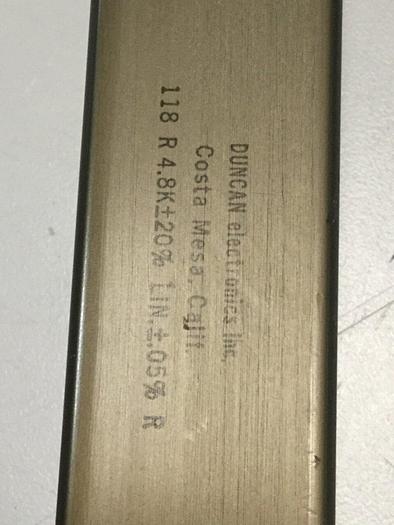 DUNCAN electronics Inc.
Costa Mesa, Calif.
118 R 4.8K±20% LIN.±.05% R